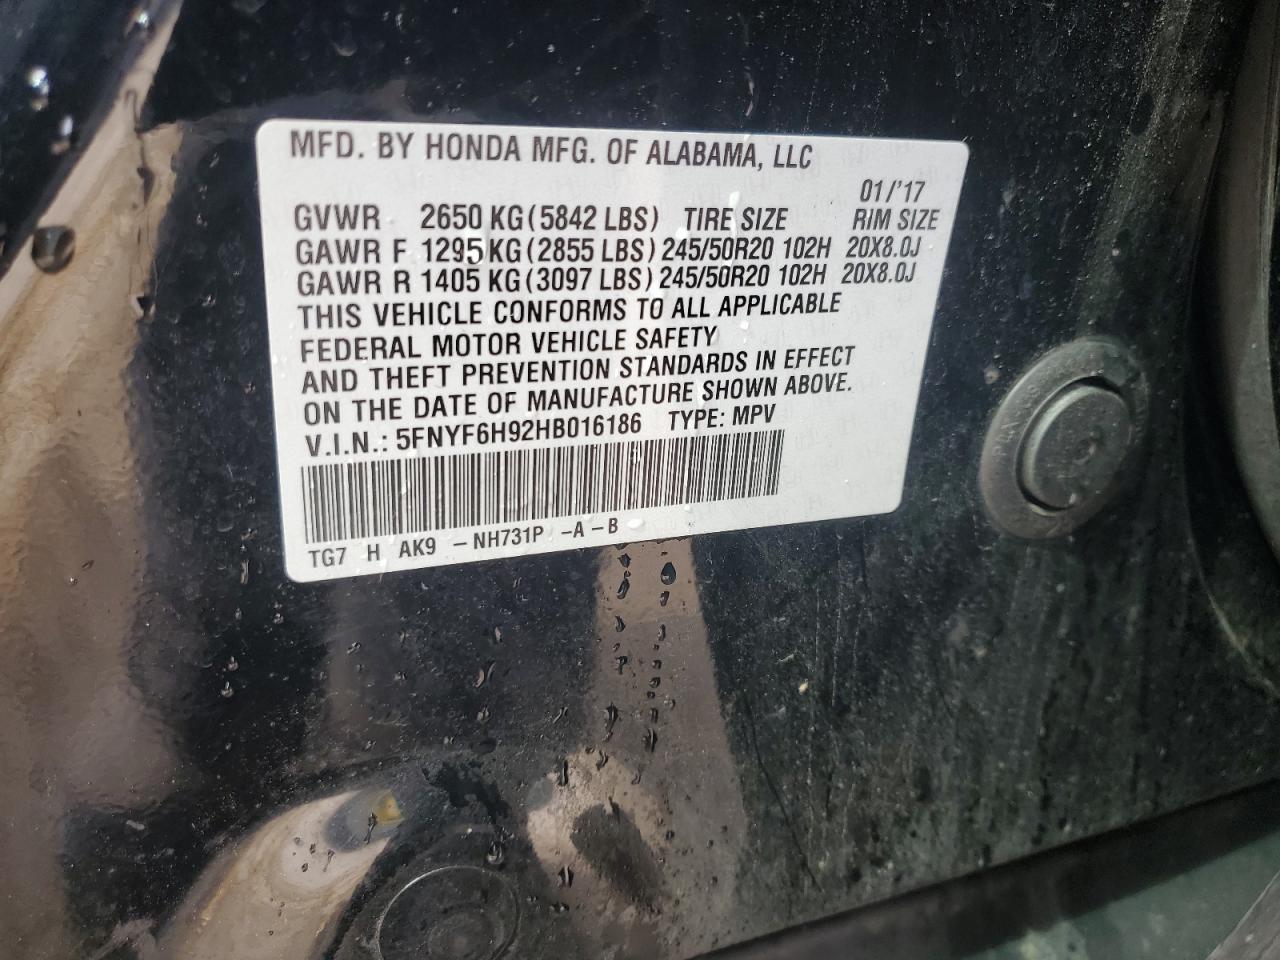 MFD. BY HONDA MFG. OF ALABAMA, LLC
01/'17
GVWR 2650 KG (5842 LBS) TIRE SIZE RIM SIZE
GAWR F 1295 KG (2855 LBS) 245/50R20 102H 20X8.0J
GAWR R 1405 KG (3097 LBS) 245/50R20 102H 20X8.0J
THIS VEHICLE CONFORMS TO ALL APPLICABLE
FEDERAL MOTOR VEHICLE SAFETY
AND THEFT PREVENTION STANDARDS IN EFFECT
ON THE DATE OF MANUFACTURE SHOWN ABOVE.
V.I.N.: 5FNYF6H92HB016186 TYPE: MPV
TG7 H AK9 – NH731P –A – B